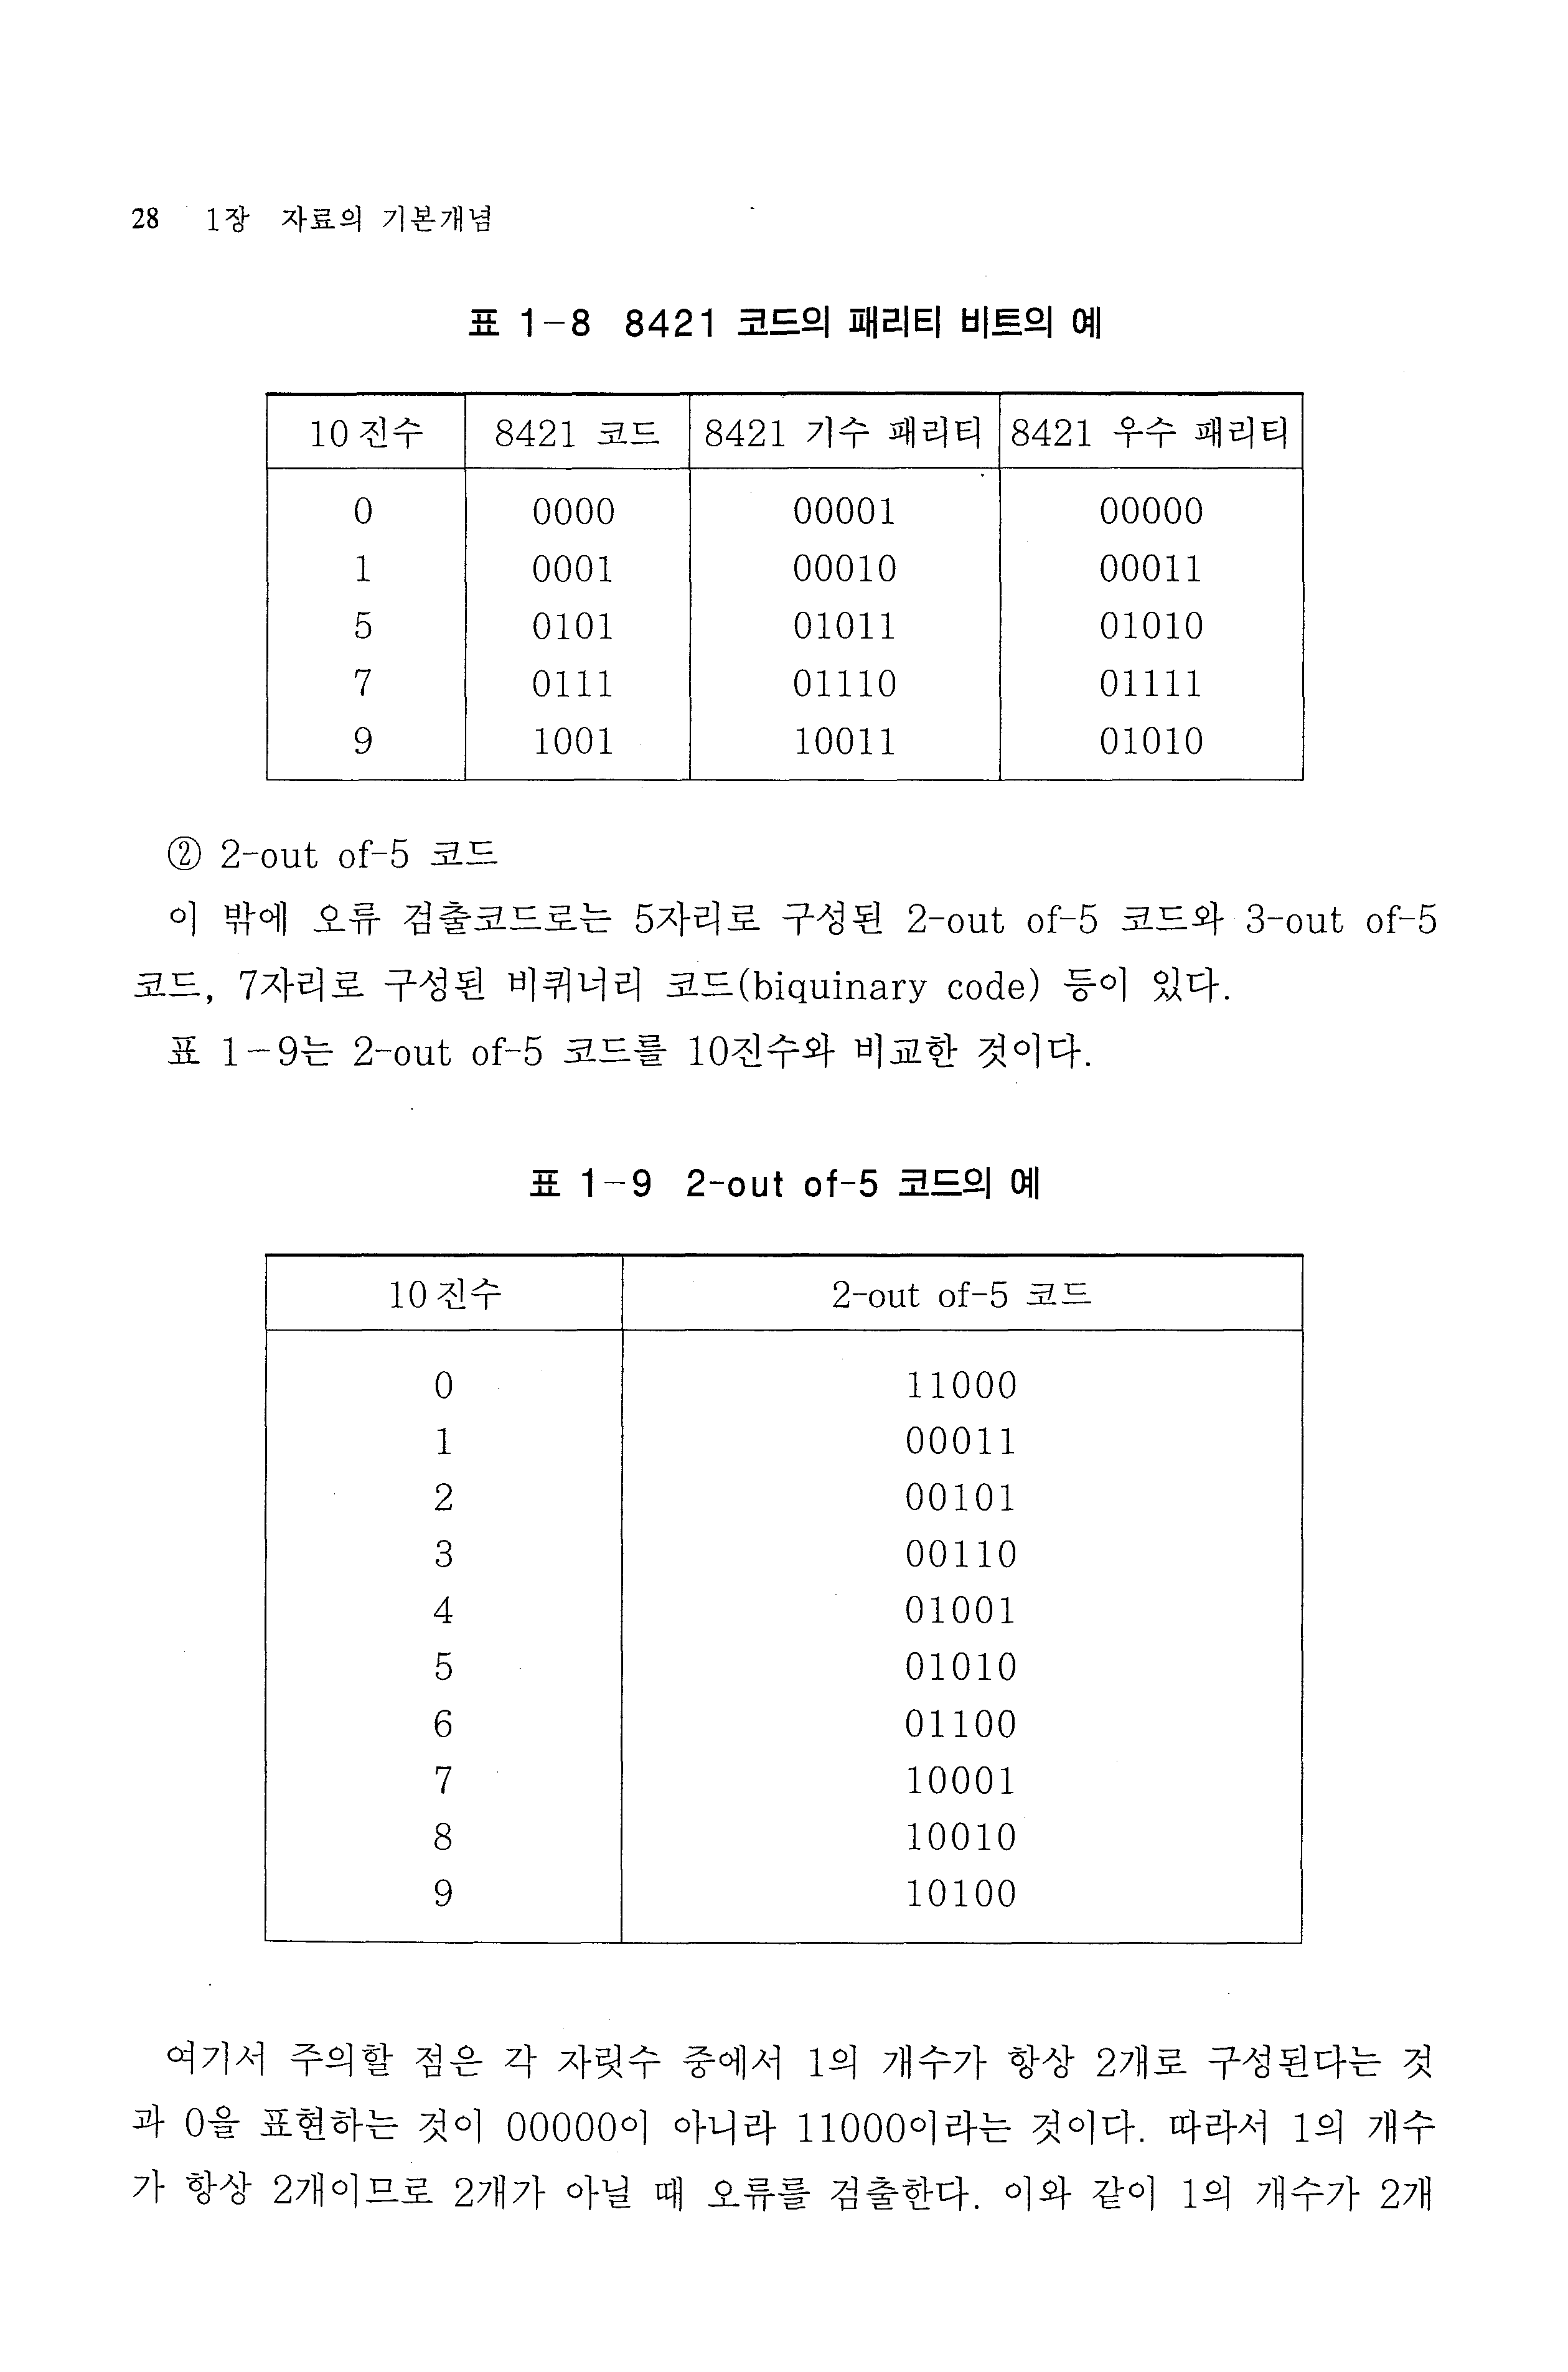 28 1장 자료의 기본개념
표 1-8 8421 코드의 패리티 비트의 예
10진수 8421 코드 8421 기수 패리티 8421 우수 패리티
0 0000 00001 00000
1 0001 00010 00011
5 0101 01011 01010
7 0111 01110 01111
9 1001 10011 01010
② 2-out of-5 코드
이 밖에 오류 검출코드로는 5자리로 구성된 2-out of-5 코드와 3-out of-5
코드, 7자리로 구성된 비퀴너리 코드(biquinary code) 등이 있다.
표 1-9는 2-out of-5 코드를 10진수와 비교한 것이다.
표 1-9 2-out of-5 코드의 예
10진수 2-out of-5 코드
0 11000
1 00011
2 00101
3 00110
4 01001
5 01010
6 01100
7 10001
8 10010
9 10100
여기서 주의할 점은 각 자릿수 중에서 1의 개수가 항상 2개로 구성된다는 것
과 0을 표현하는 것이 00000이 아니라 11000이라는 것이다. 따라서 1의 개수
가 항상 2개이므로 2개가 아닐 때 오류를 검출한다. 이와 같이 1의 개수가 2개